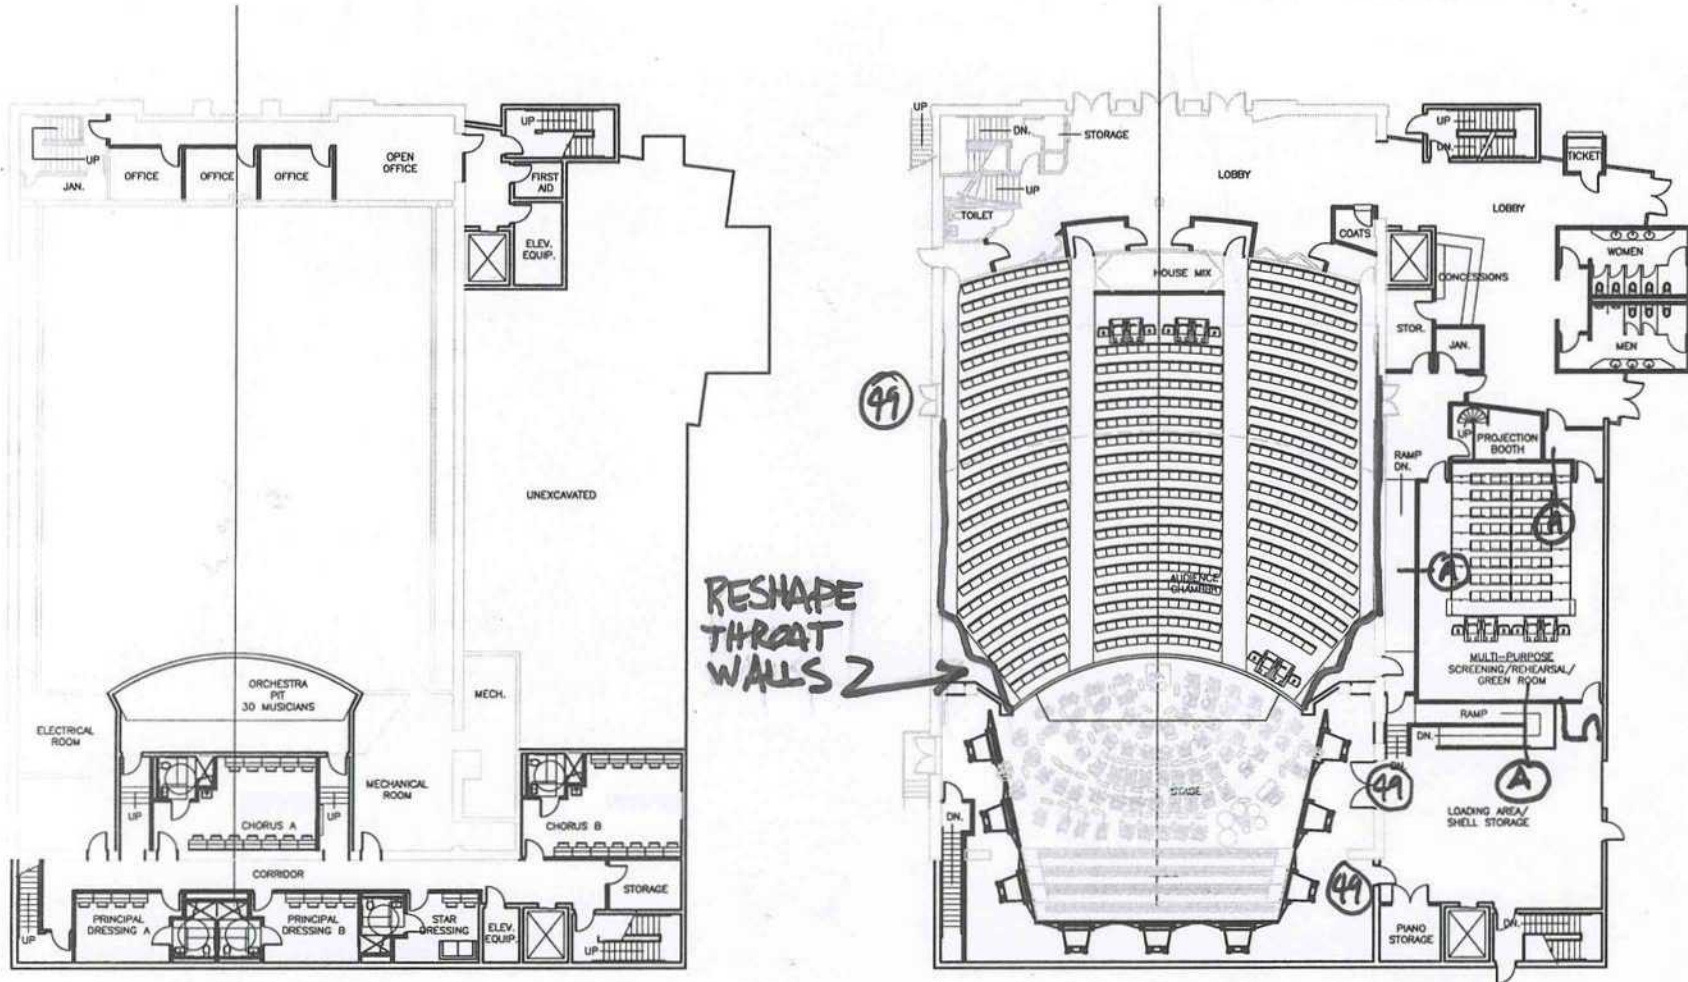 UP
UP
JAN.
OFFICE
OFFICE
OFFICE
OPEN
OFFICE
UP
FIRST
AID
ELEV.
EQUIP.
UNEXCAVATED
ORCHESTRA
PIT
30 MUSICIANS
MECH.
ELECTRICAL
ROOM
MECHANICAL
ROOM
UP
CHORUS A
UP
CHORUS B
CORRIDOR
STORAGE
PRINCIPAL
DRESSING A
PRINCIPAL
DRESSING B
STAR
DRESSING
ELEV.
EQUIP.
UP
UP
DN.
STORAGE
UP
TOILET
LOBBY
UP
DN.
TICKET
LOBBY
COATS
HOUSE MIX
CONCESSIONS
WOMEN
MEN
STOR.
JAN.
49
UP
PROJECTION
BOOTH
RAMP
DN.
A
A
AUDIENCE
CHAMBER
RESHAPE
THROAT
WALLS
MULTI-PURPOSE
SCREENING/REHEARSAL/
GREEN ROOM
RAMP
DN.
DN.
A
49
STAGE
LOADING AREA/
SHELL STORAGE
DN.
49
PIANO
STORAGE
DN.